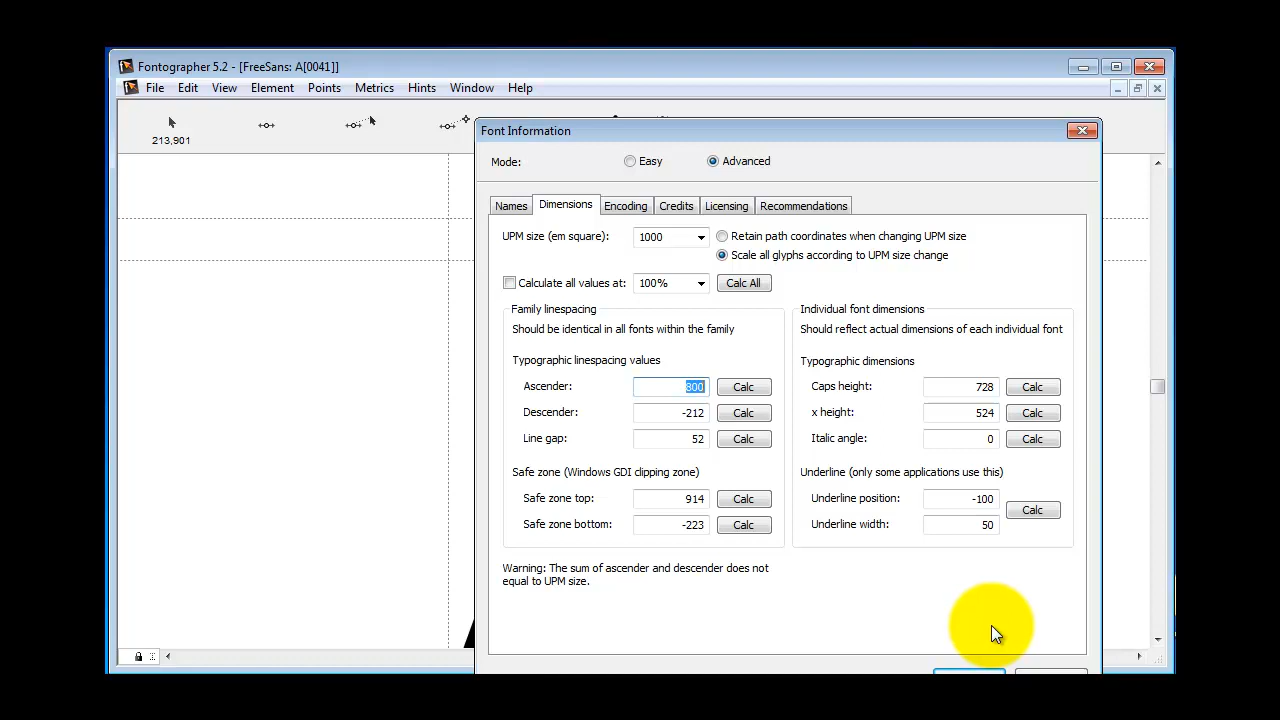 Fontographer 5.2 - [FreeSans: A[0041]]
File Edit View Element Points Metrics Hints Window Help
213,901
Font Information
Mode: Easy Advanced
Names Dimensions Encoding Credits Licensing Recommendations
UPM size (em square): 1000 Retain path coordinates when changing UPM size
Scale all glyphs according to UPM size change
Calculate all values at: 100% Calc All
Family linespacing
Should be identical in all fonts within the family
Typographic linespacing values
Ascender: 800 Calc
Descender: -212 Calc
Line gap: 52 Calc
Safe zone (Windows GDI clipping zone)
Safe zone top: 914 Calc
Safe zone bottom: -223 Calc
Individual font dimensions
Should reflect actual dimensions of each individual font
Typographic dimensions
Caps height: 728 Calc
x height: 524 Calc
Italic angle: 0 Calc
Underline (only some applications use this)
Underline position: -100
Calc
Underline width: 50
Warning: The sum of ascender and descender does not
equal to UPM size.